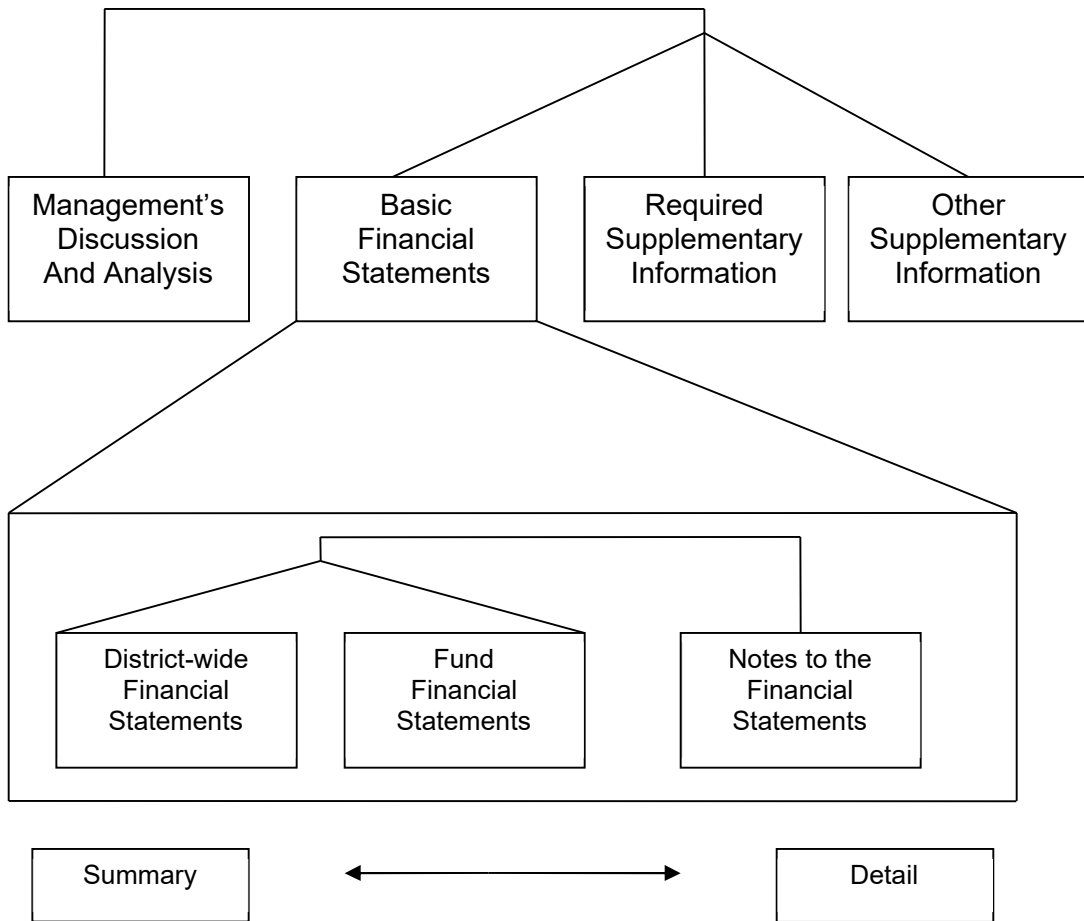 Management’s
Discussion
And Analysis
Basic
Financial
Statements
Required
Supplementary
Information
Other
Supplementary
Information
District-wide
Financial
Statements
Fund
Financial
Statements
Notes to the
Financial
Statements
Summary
Detail